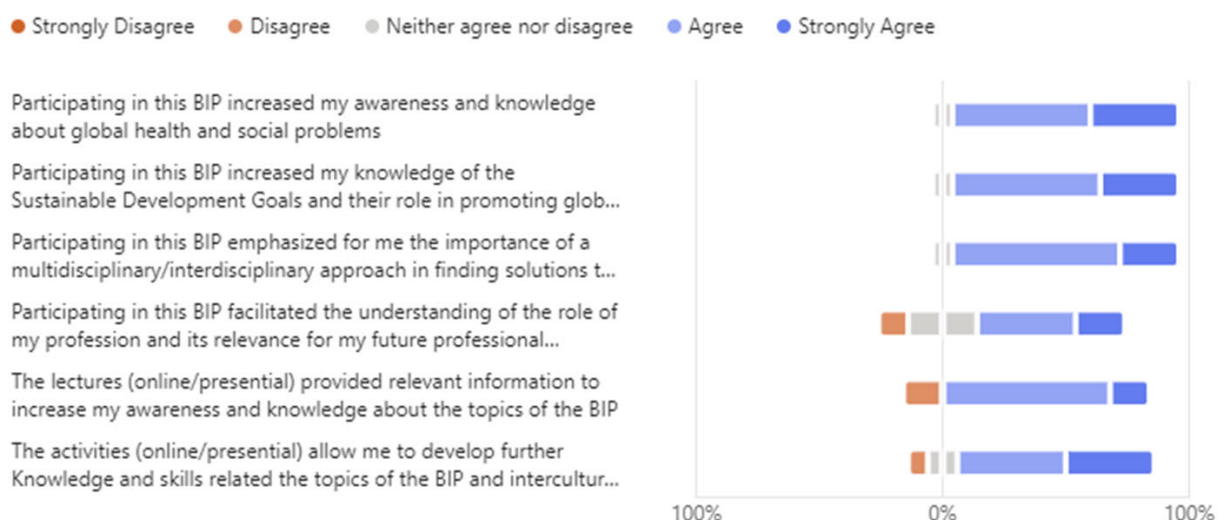 Strongly Disagree Disagree Neither agree nor disagree Agree Strongly Agree
Participating in this BIP increased my awareness and knowledge
about global health and social problems
Participating in this BIP increased my knowledge of the
Sustainable Development Goals and their role in promoting glob...
Participating in this BIP emphasized for me the importance of a
multidisciplinary/interdisciplinary approach in finding solutions t...
Participating in this BIP facilitated the understanding of the role of
my profession and its relevance for my future professional...
The lectures (online/presential) provided relevant information to
increase my awareness and knowledge about the topics of the BIP
The activities (online/presential) allow me to develop further
Knowledge and skills related the topics of the BIP and intercultur...
100% 0% 100%